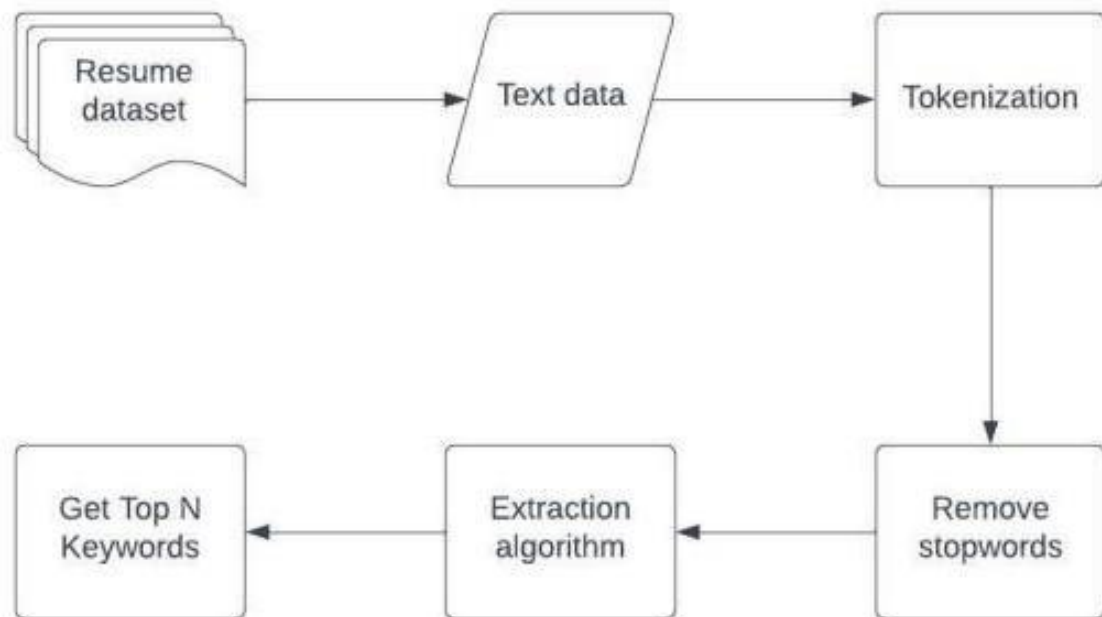 Resume
dataset
Text data
Tokenization
Remove
stopwords
Extraction
algorithm
Get Top N
Keywords